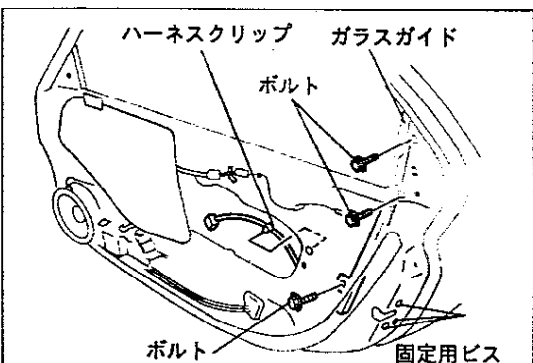 ハーネスクリップ
ガラスガイド
ボルト
ボルト
固定用ビス